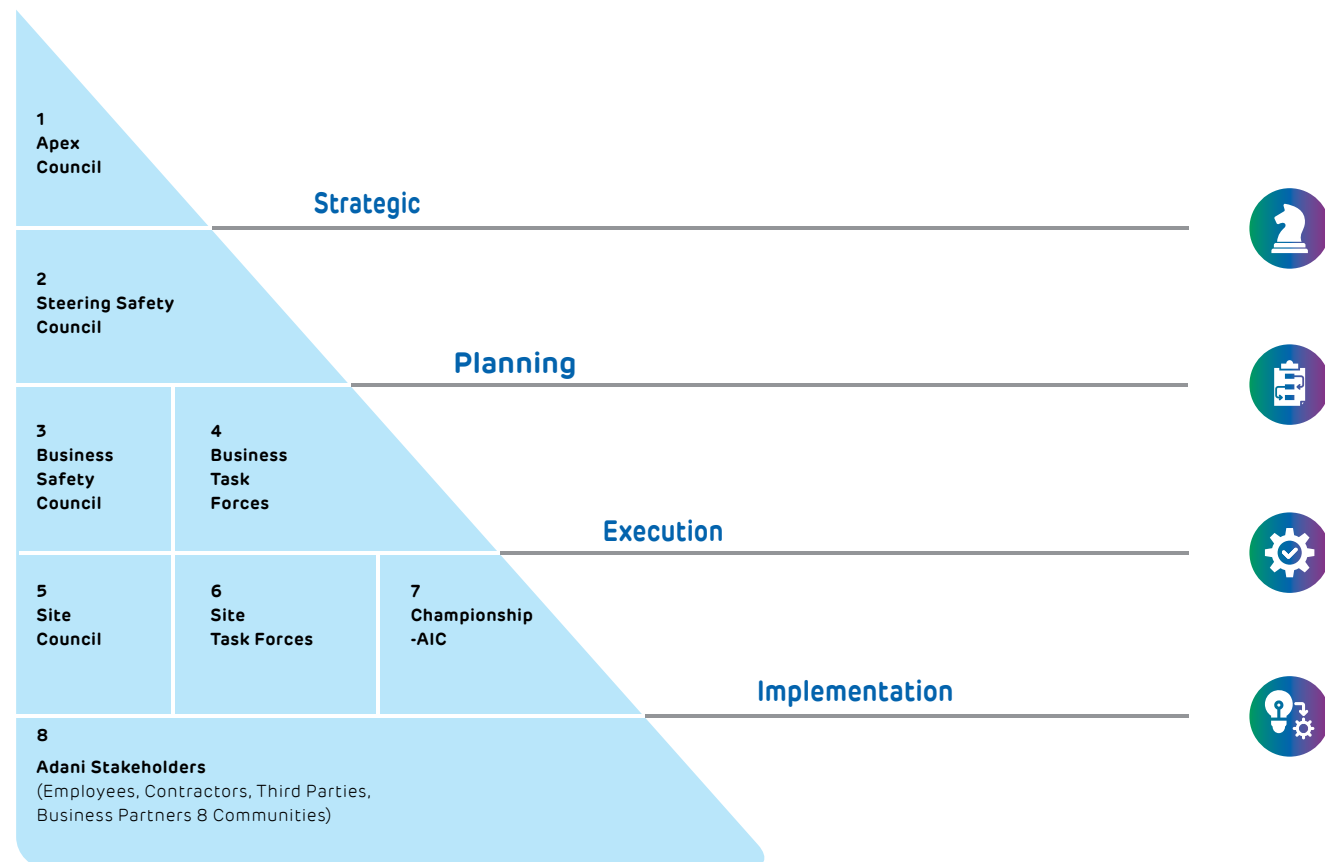 1
Apex
Council
Strategic
2
Steering Safety
Council
Planning
3
Business
Safety
Council
4
Business
Task
Forces
Execution
5
Site
Council
6
Site
Task Forces
7
Championship
-AIC
Implementation
8
Adani Stakeholders
(Employees, Contractors, Third Parties,
Business Partners 8 Communities)